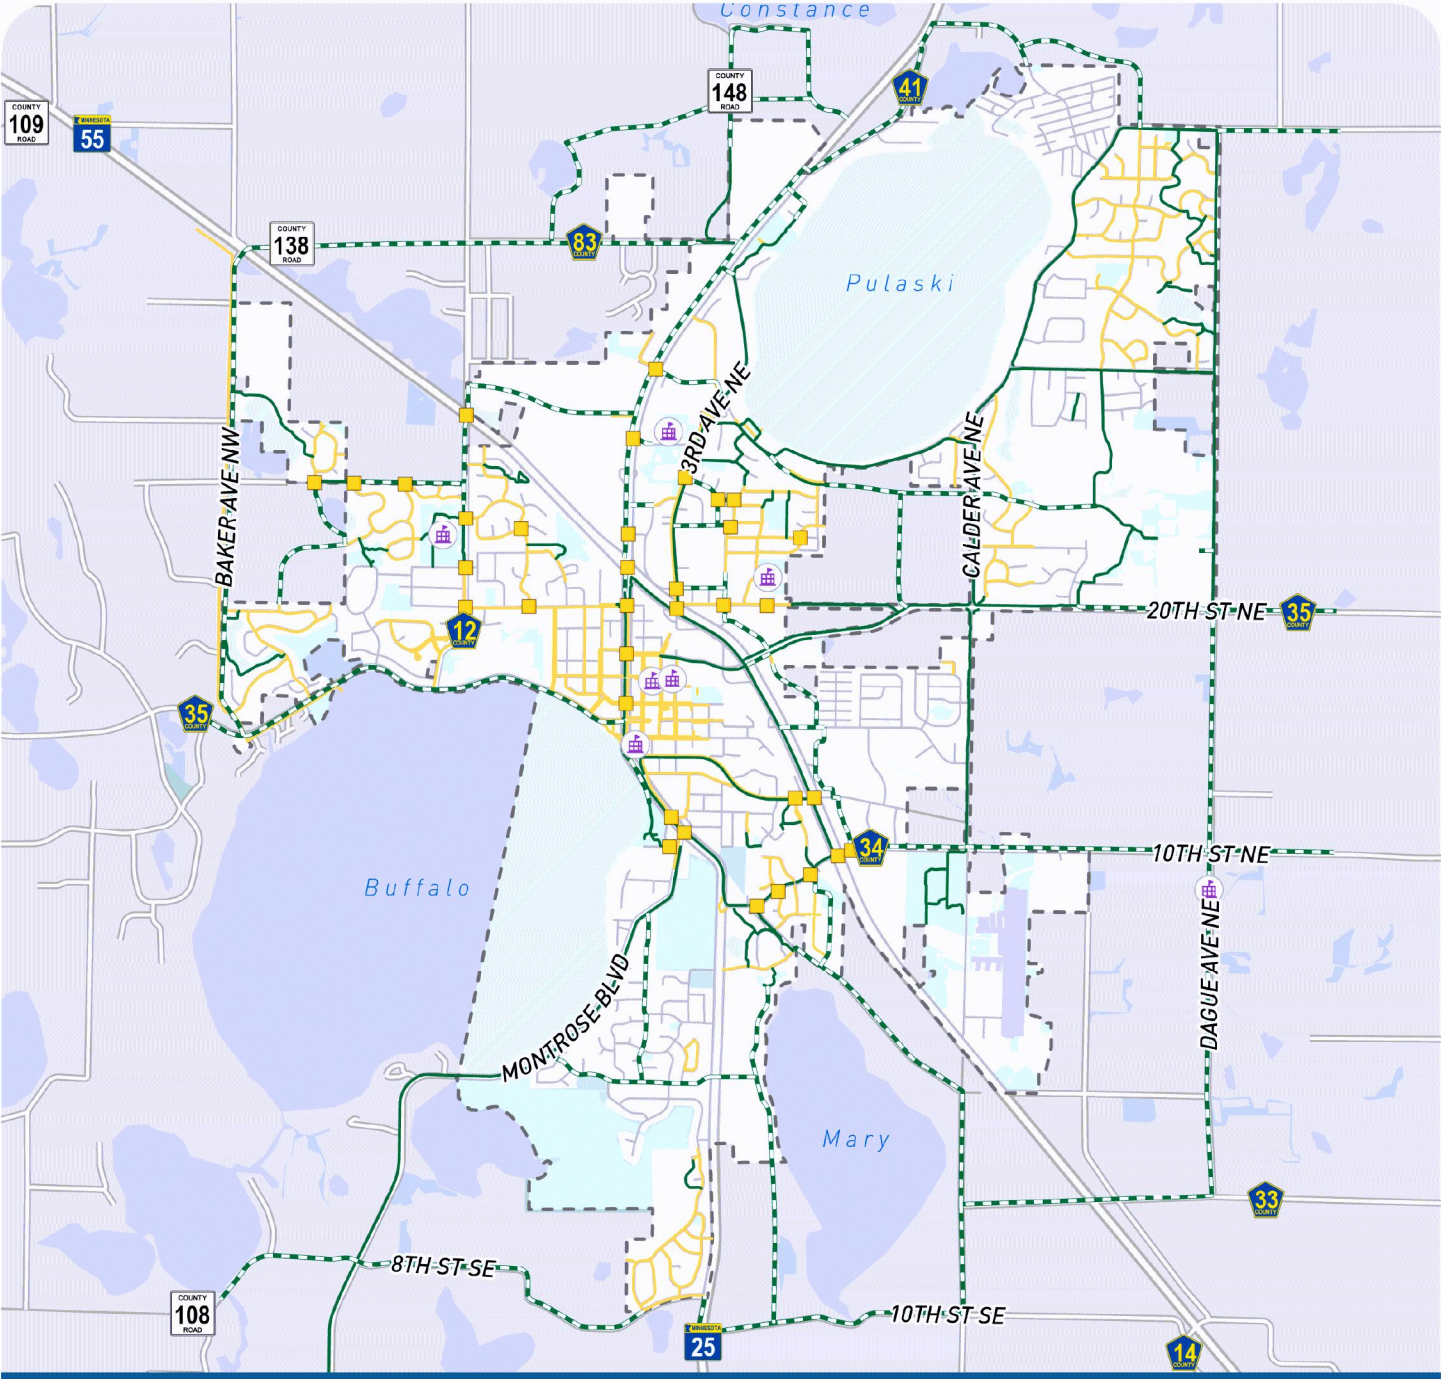 Constance
COUNTY
148
ROAD
41
COUNTY
COUNTY
109
ROAD
MINNESOTA
55
COUNTY
138
ROAD
83
COUNTY
Pulaski
3RD AVE NE
BAKER AVE NW
CALDER AVE NE
12
COUNTY
20TH ST NE
35
COUNTY
35
COUNTY
34
COUNTY
10TH ST NE
Buffalo
DAGUE AVE NE
MONTROSE BLVD
Mary
33
COUNTY
8TH ST SE
COUNTY
108
ROAD
10TH ST SE
MINNESOTA
25
14
COUNTY